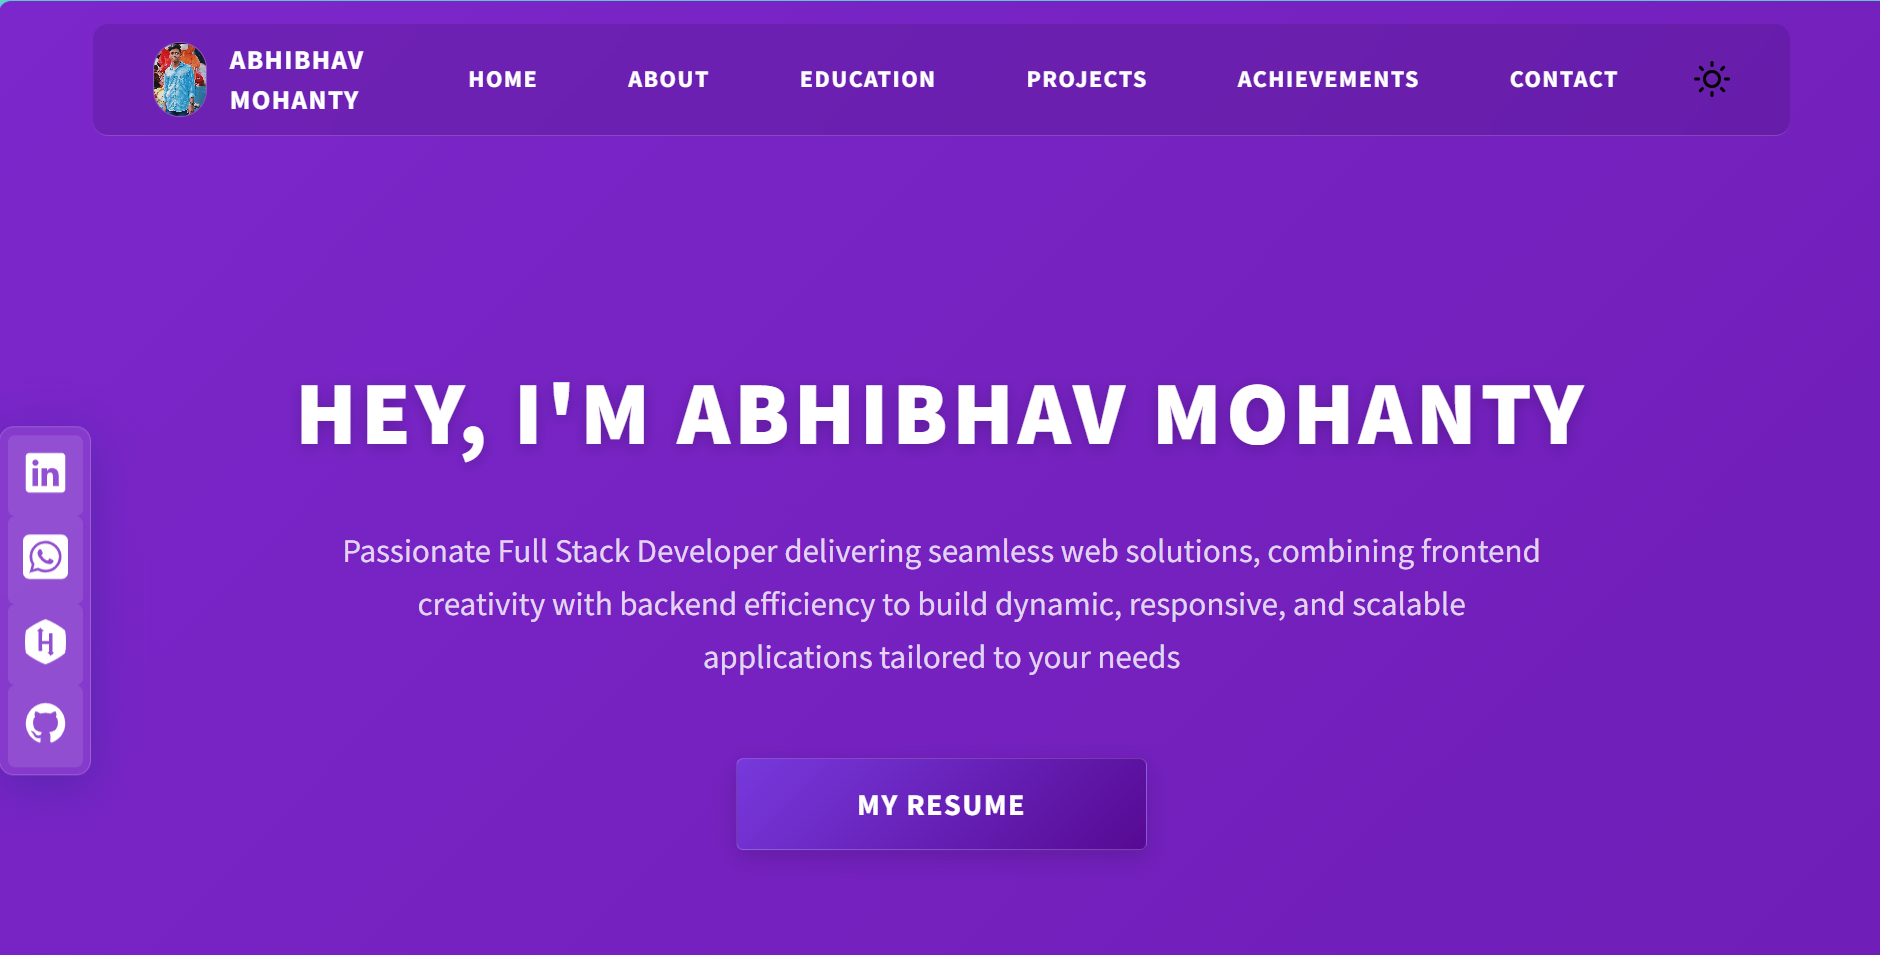 ABHIBHAV
MOHANTY
HOME
ABOUT
EDUCATION
PROJECTS
ACHIEVEMENTS
CONTACT
HEY, I'M ABHIBHAV MOHANTY
Passionate Full Stack Developer delivering seamless web solutions, combining frontend
creativity with backend efficiency to build dynamic, responsive, and scalable
applications tailored to your needs
in
H
MY RESUME